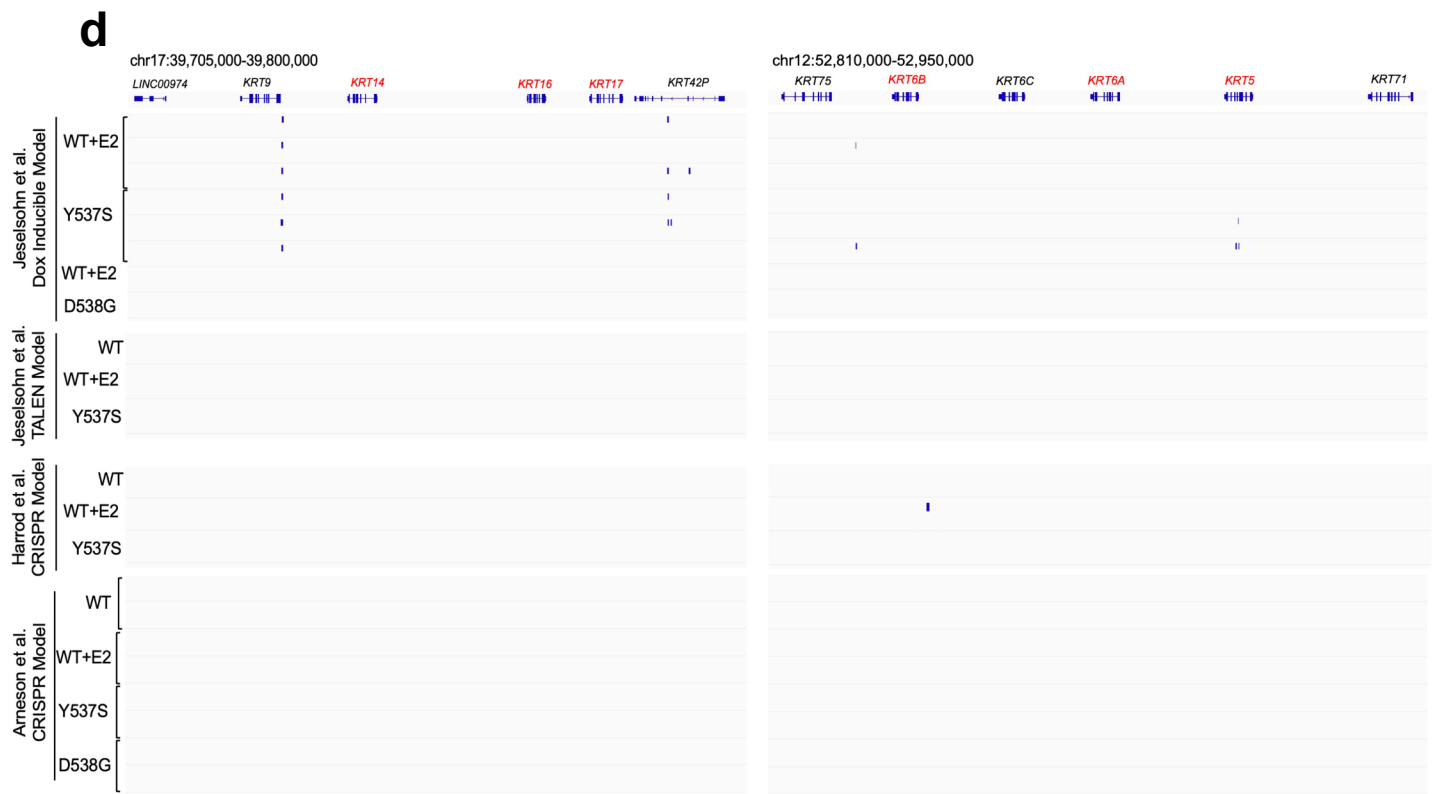 d
chr17:39,705,000-39,800,000
chr12:52,810,000-52,950,000
LINC00974 KRT9 KRT14 KRT16 KRT17 KRT42P
KRT75 KRT6B KRT6C KRT6A KRT5 KRT71
Jeselsohn et al.
Dox Inducible Model
WT+E2
Y537S
WT+E2
D538G
Jeselsohn et al.
TALEN Model
WT
WT+E2
Y537S
Harrod et al.
CRISPR Model
WT
WT+E2
Y537S
Arneson et al.
CRISPR Model
WT
WT+E2
Y537S
D538G